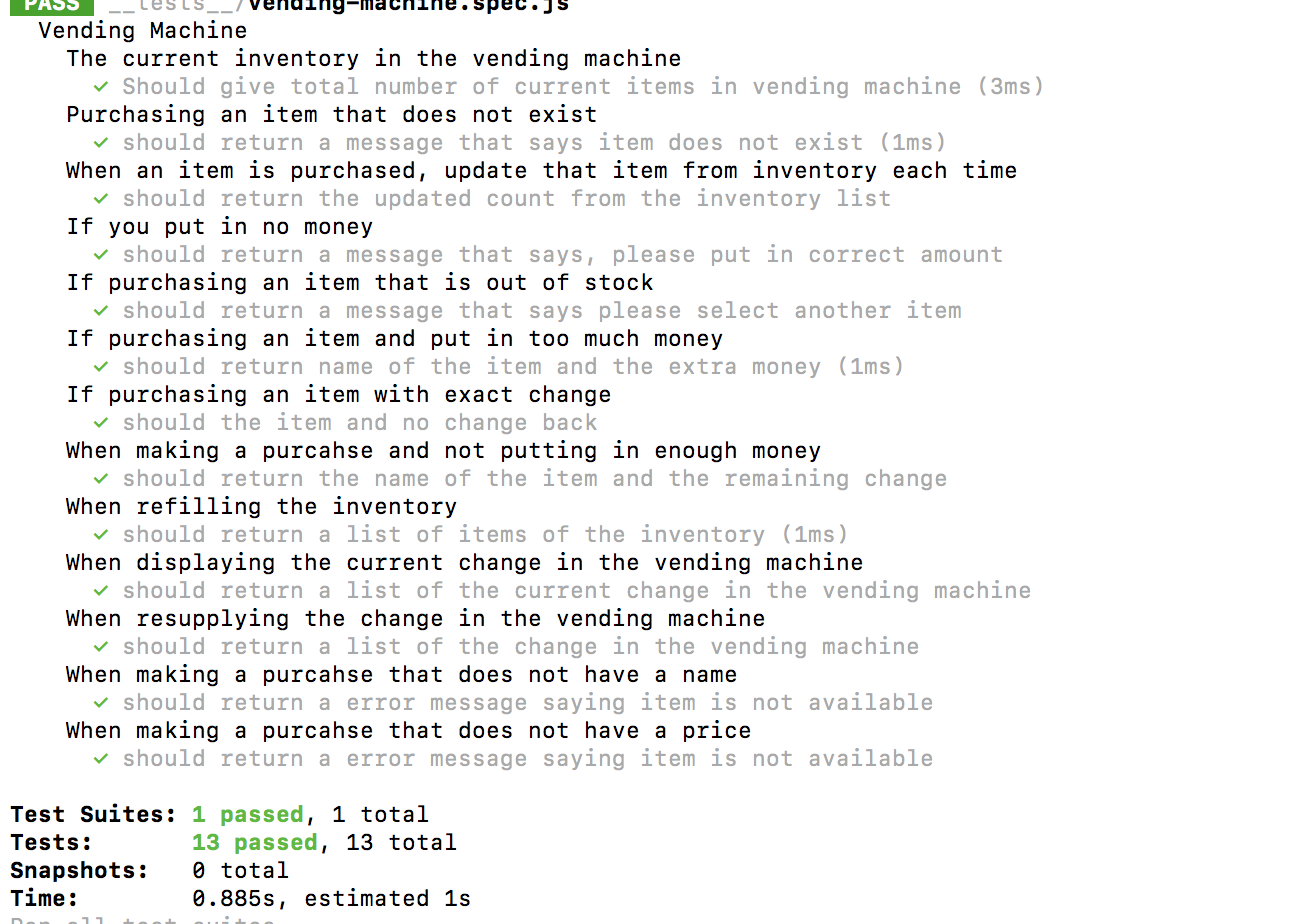 PASS __tests__/vending-machine.spec.js
Vending Machine
The current inventory in the vending machine
✓ Should give total number of current items in vending machine (3ms)
Purchasing an item that does not exist
✓ should return a message that says item does not exist (1ms)
When an item is purchased, update that item from inventory each time
✓ should return the updated count from the inventory list
If you put in no money
✓ should return a message that says, please put in correct amount
If purchasing an item that is out of stock
✓ should return a message that says please select another item
If purchasing an item and put in too much money
✓ should return name of the item and the extra money (1ms)
If purchasing an item with exact change
✓ should the item and no change back
When making a purcahse and not putting in enough money
✓ should return the name of the item and the remaining change
When refilling the inventory
✓ should return a list of items of the inventory (1ms)
When displaying the current change in the vending machine
✓ should return a list of the current change in the vending machine
When resupplying the change in the vending machine
✓ should return a list of the change in the vending machine
When making a purcahse that does not have a name
✓ should return a error message saying item is not available
When making a purcahse that does not have a price
✓ should return a error message saying item is not available
Test Suites: 1 passed, 1 total
Tests: 13 passed, 13 total
Snapshots: 0 total
Time: 0.885s, estimated 1s
Ran all test suites.